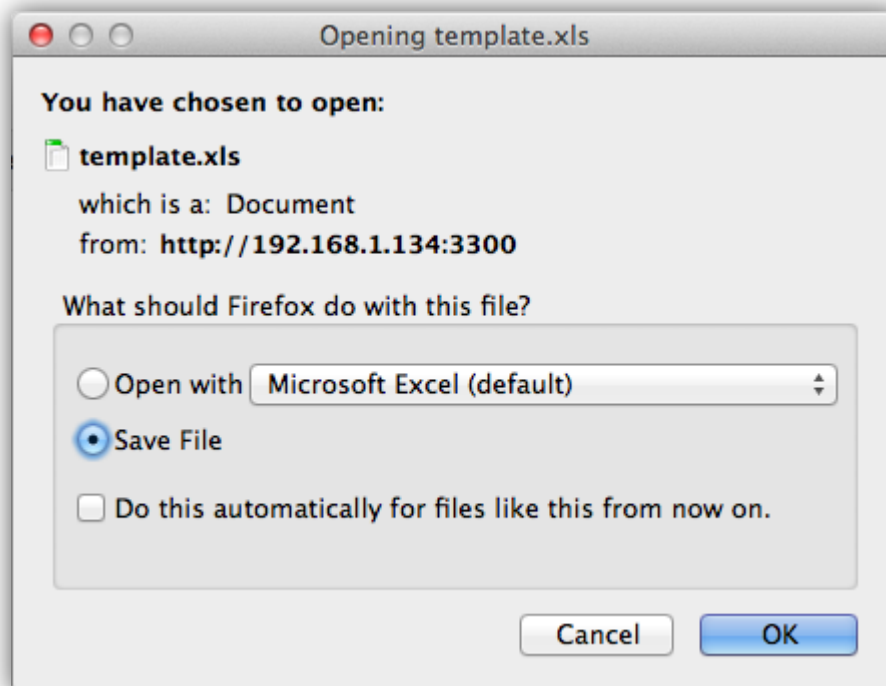 Opening template.xls
You have chosen to open:
template.xls
which is a: Document
from: http://192.168.1.134:3300
What should Firefox do with this file?
Open with Microsoft Excel (default)
Save File
Do this automatically for files like this from now on.
Cancel OK